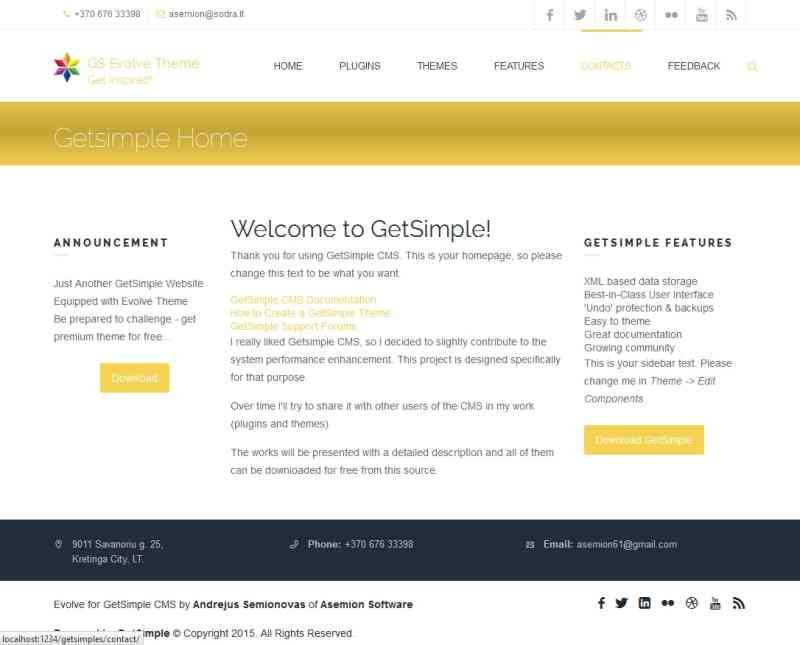 +370 676 33398 asemion@sodra.lt
GS Evolve Theme
Get Inspired!
HOME PLUGINS THEMES FEATURES CONTACTS FEEDBACK
Getsimple Home
ANNOUNCEMENT
Just Another GetSimple Website
Equipped with Evolve Theme
Be prepared to challenge - get
premium theme for free...
Download
Welcome to GetSimple!
Thank you for using GetSimple CMS. This is your homepage, so please
change this text to be what you want.
GetSimple CMS Documentation
How to Create a GetSimple Theme
GetSimple Support Forums
I really liked Getsimple CMS, so i decided to slightly contribute to the
system performance enhancement. This project is designed specifically
for that purpose.
Over time I'll try to share it with other users of the CMS in my work
(plugins and themes).
The works will be presented with a detailed description and all of them
can be downloaded for free from this source.
GETSIMPLE FEATURES
XML based data storage
Best-in-Class User Interface
'Undo' protection & backups
Easy to theme
Great documentation
Growing community
This is your sidebar text. Please
change me in Theme -> Edit
Components
Download GetSimple
9011 Savanoriu g. 25,
Kretinga City, LT.
Phone: +370 676 33398
Email: asemion61@gmail.com
Evolve for GetSimple CMS by Andrejus Semionovas of Asemion Software
GetSimple © Copyright 2015. All Rights Reserved.
localhost:1234/getsimples/contact/